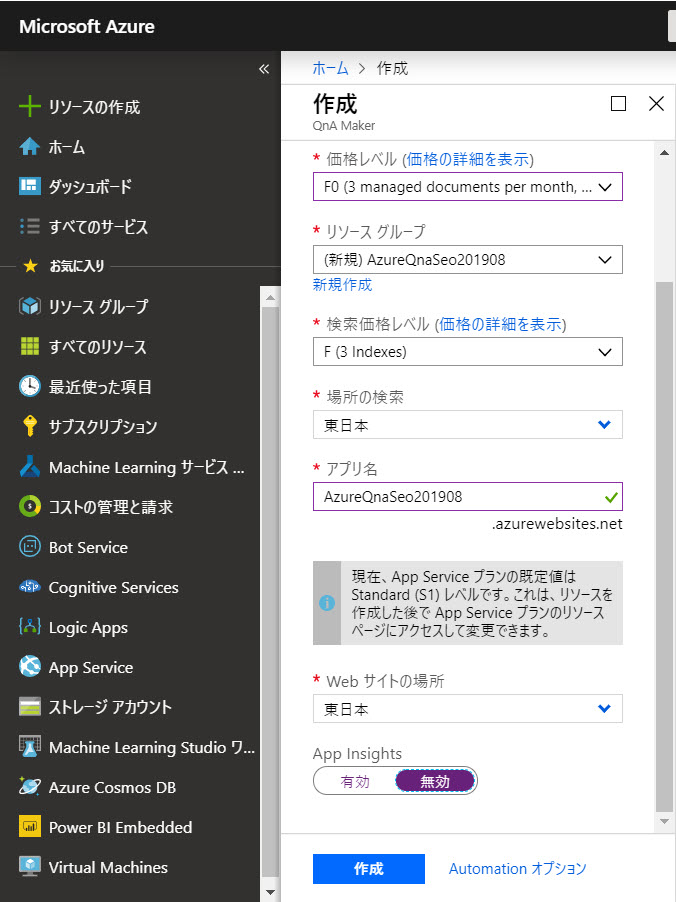 Microsoft Azure
«
リソースの作成
ホーム
ダッシュボード
すべてのサービス
お気に入り
リソース グループ
すべてのリソース
最近使った項目
サブスクリプション
Machine Learning サービス ...
コストの管理と請求
Bot Service
Cognitive Services
Logic Apps
App Service
ストレージ アカウント
Machine Learning Studio ワ...
Azure Cosmos DB
Power BI Embedded
Virtual Machines
ホーム > 作成
作成
QnA Maker
* 価格レベル (価格の詳細を表示)
F0 (3 managed documents per month, ...
* リソース グループ
(新規) AzureQnaSeo201908
新規作成
* 検索価格レベル (価格の詳細を表示)
F (3 Indexes)
* 場所の検索
東日本
* アプリ名
AzureQnaSeo201908
.azurewebsites.net
現在、App Service プランの既定値は
Standard (S1) レベルです。これは、リソースを
作成した後で App Service プランのリソース
ページにアクセスして変更できます。
* Web サイトの場所
東日本
App Insights
有効 無効
作成 Automation オプション